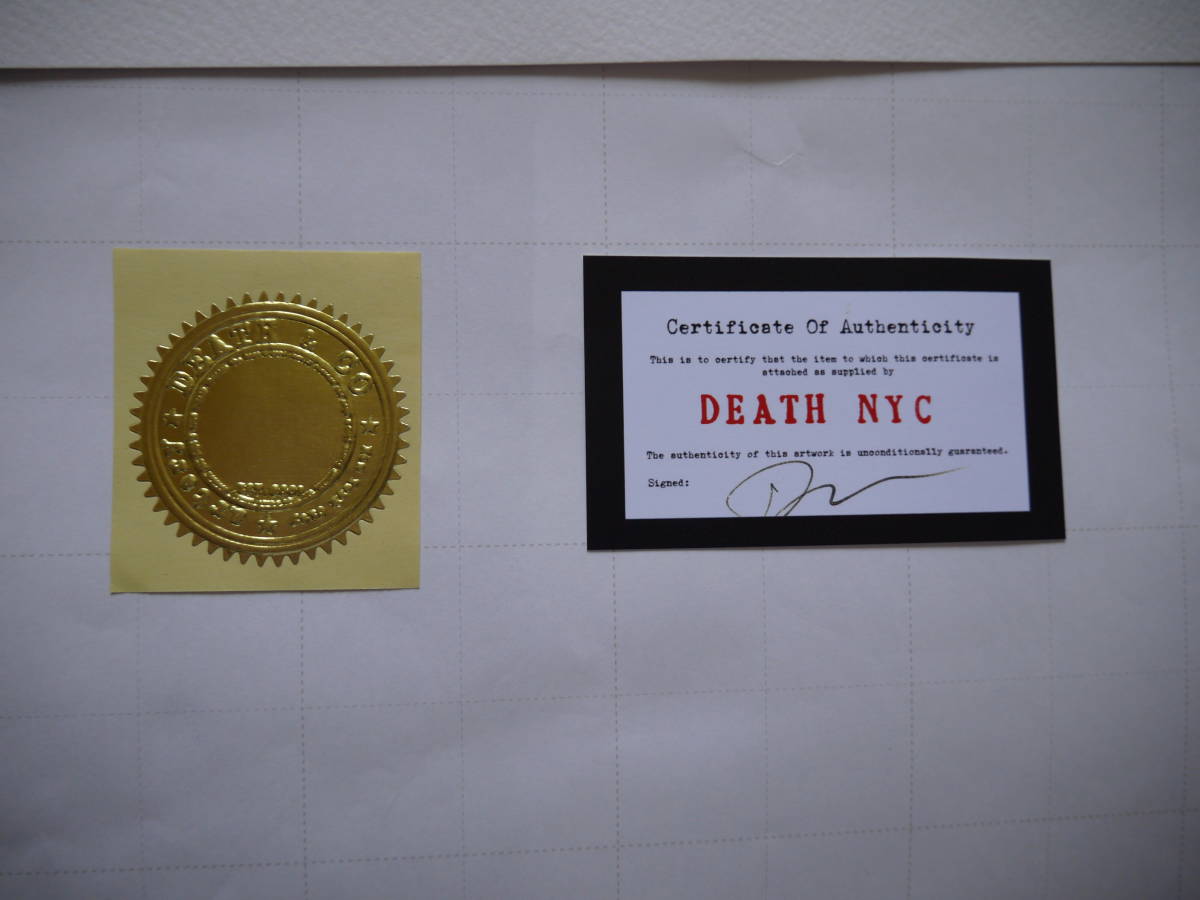 DEATH & CO
Certificate Of Authenticity
This is to certify that the item to which this certificate is
attached as supplied by
DEATH NYC
The authenticity of this artwork is unconditionally guaranteed.
Signed: